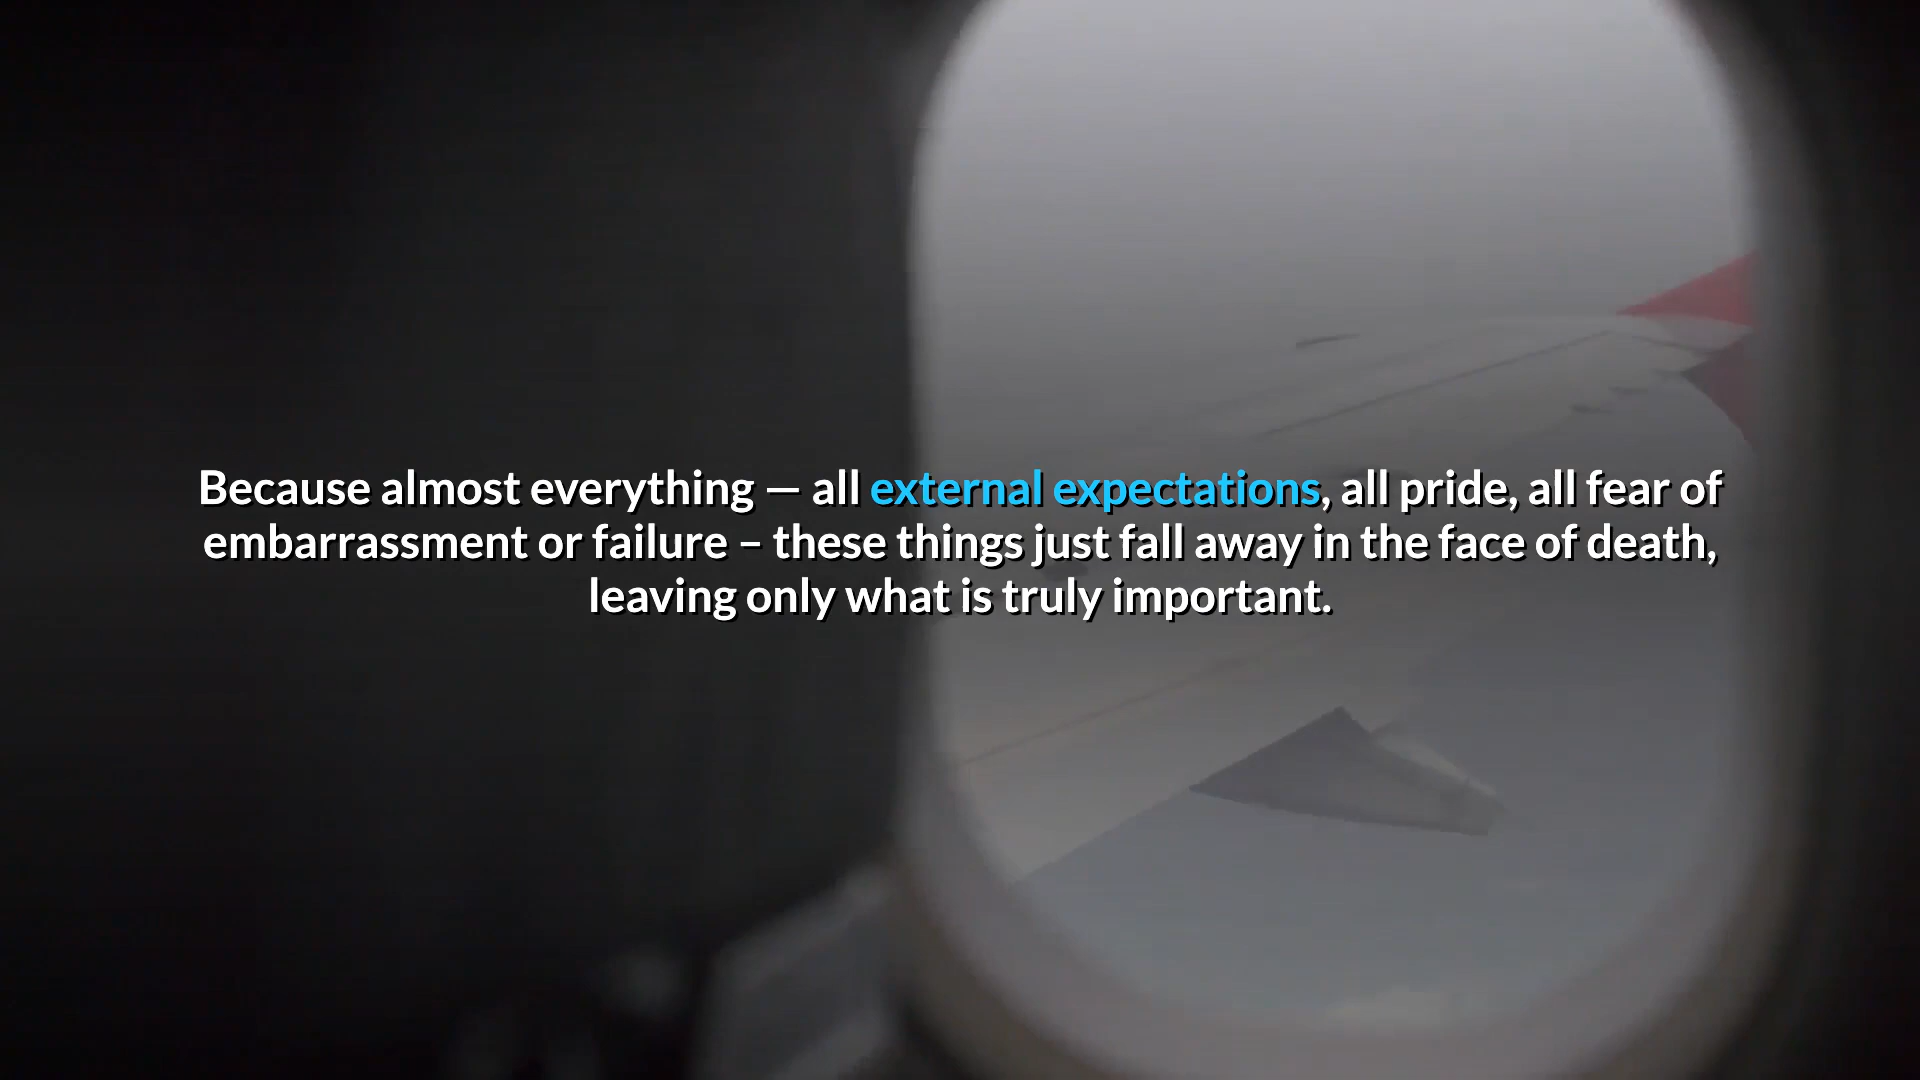 Because almost everything — all external expectations, all pride, all fear of
embarrassment or failure – these things just fall away in the face of death,
leaving only what is truly important.